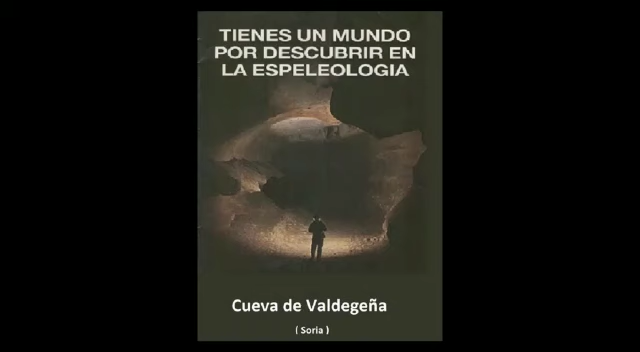 TIENES UN MUNDO
POR DESCUBRIR EN
LA ESPELEOLOGIA
Cueva de Valdegeña
( Soria )